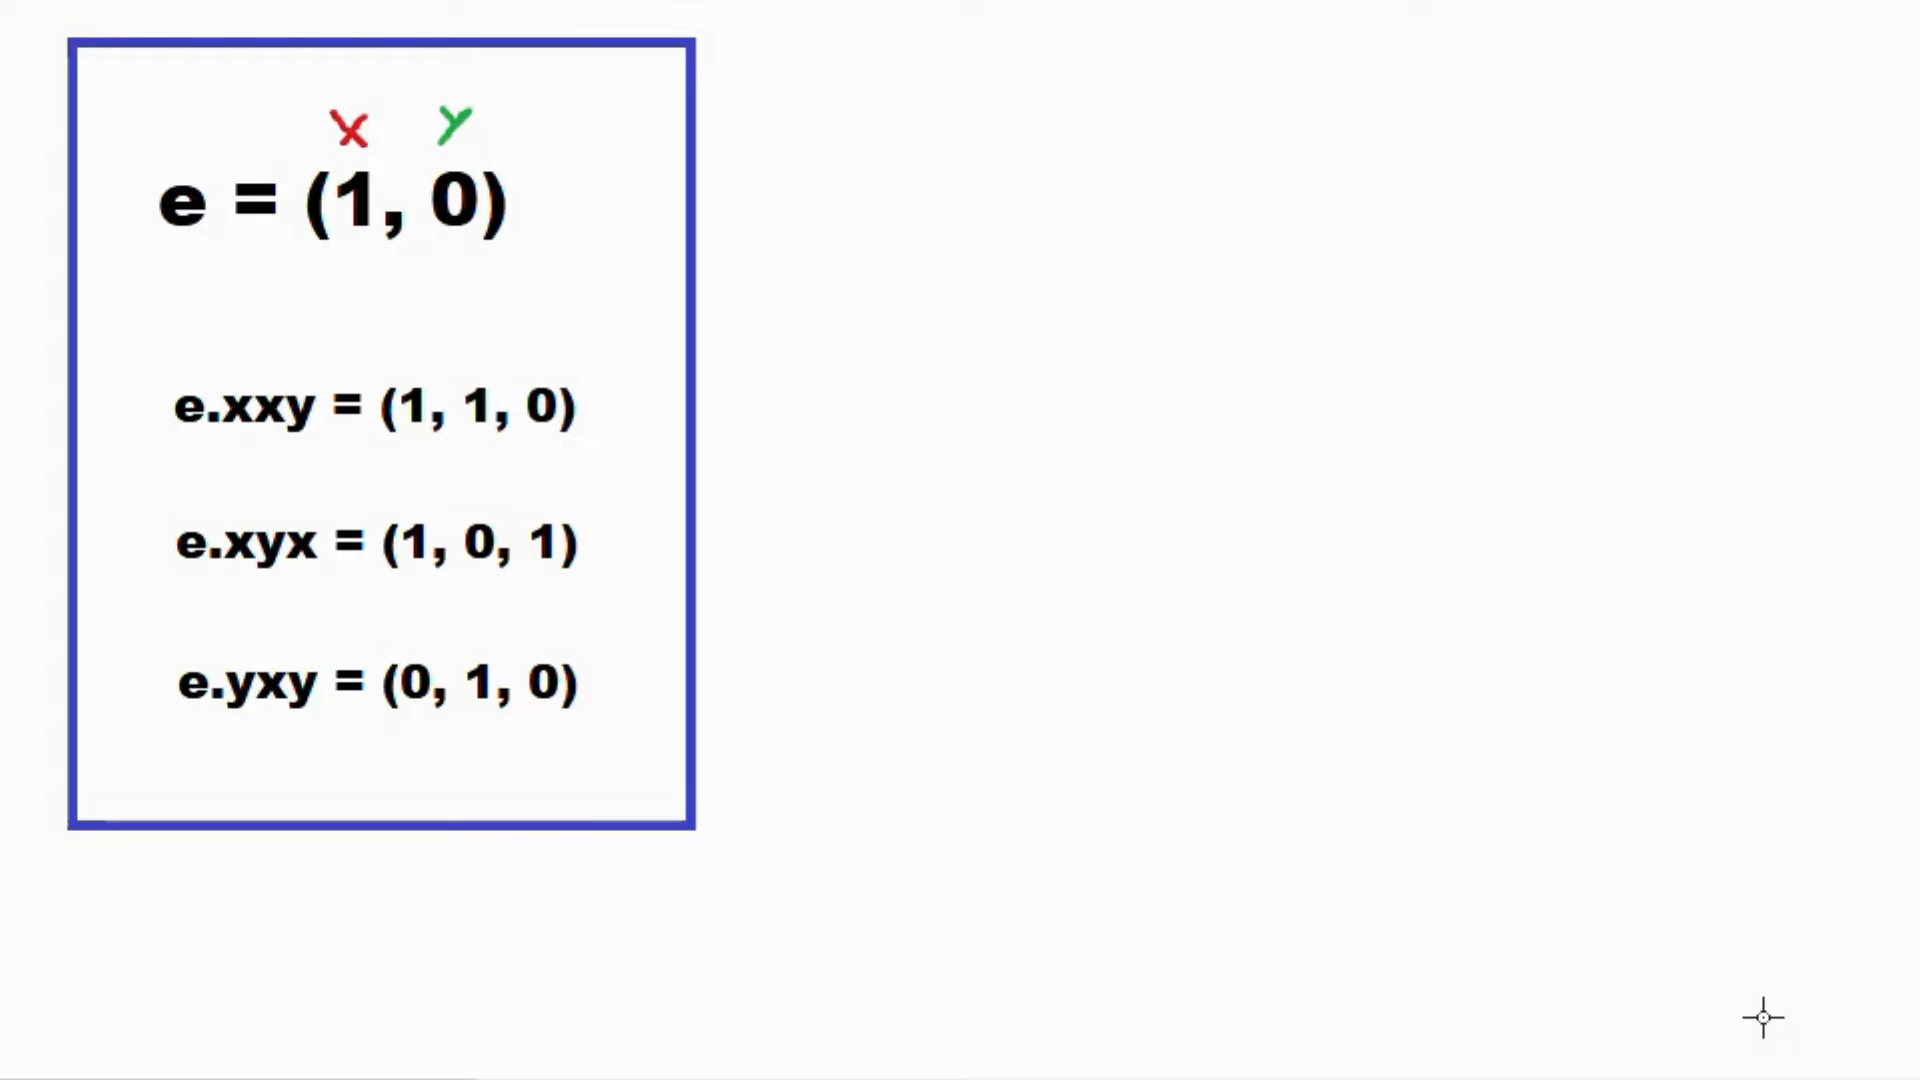 x y
e = (1, 0)
e.xxy = (1, 1, 0)
e.xyx = (1, 0, 1)
e.yxy = (0, 1, 0)